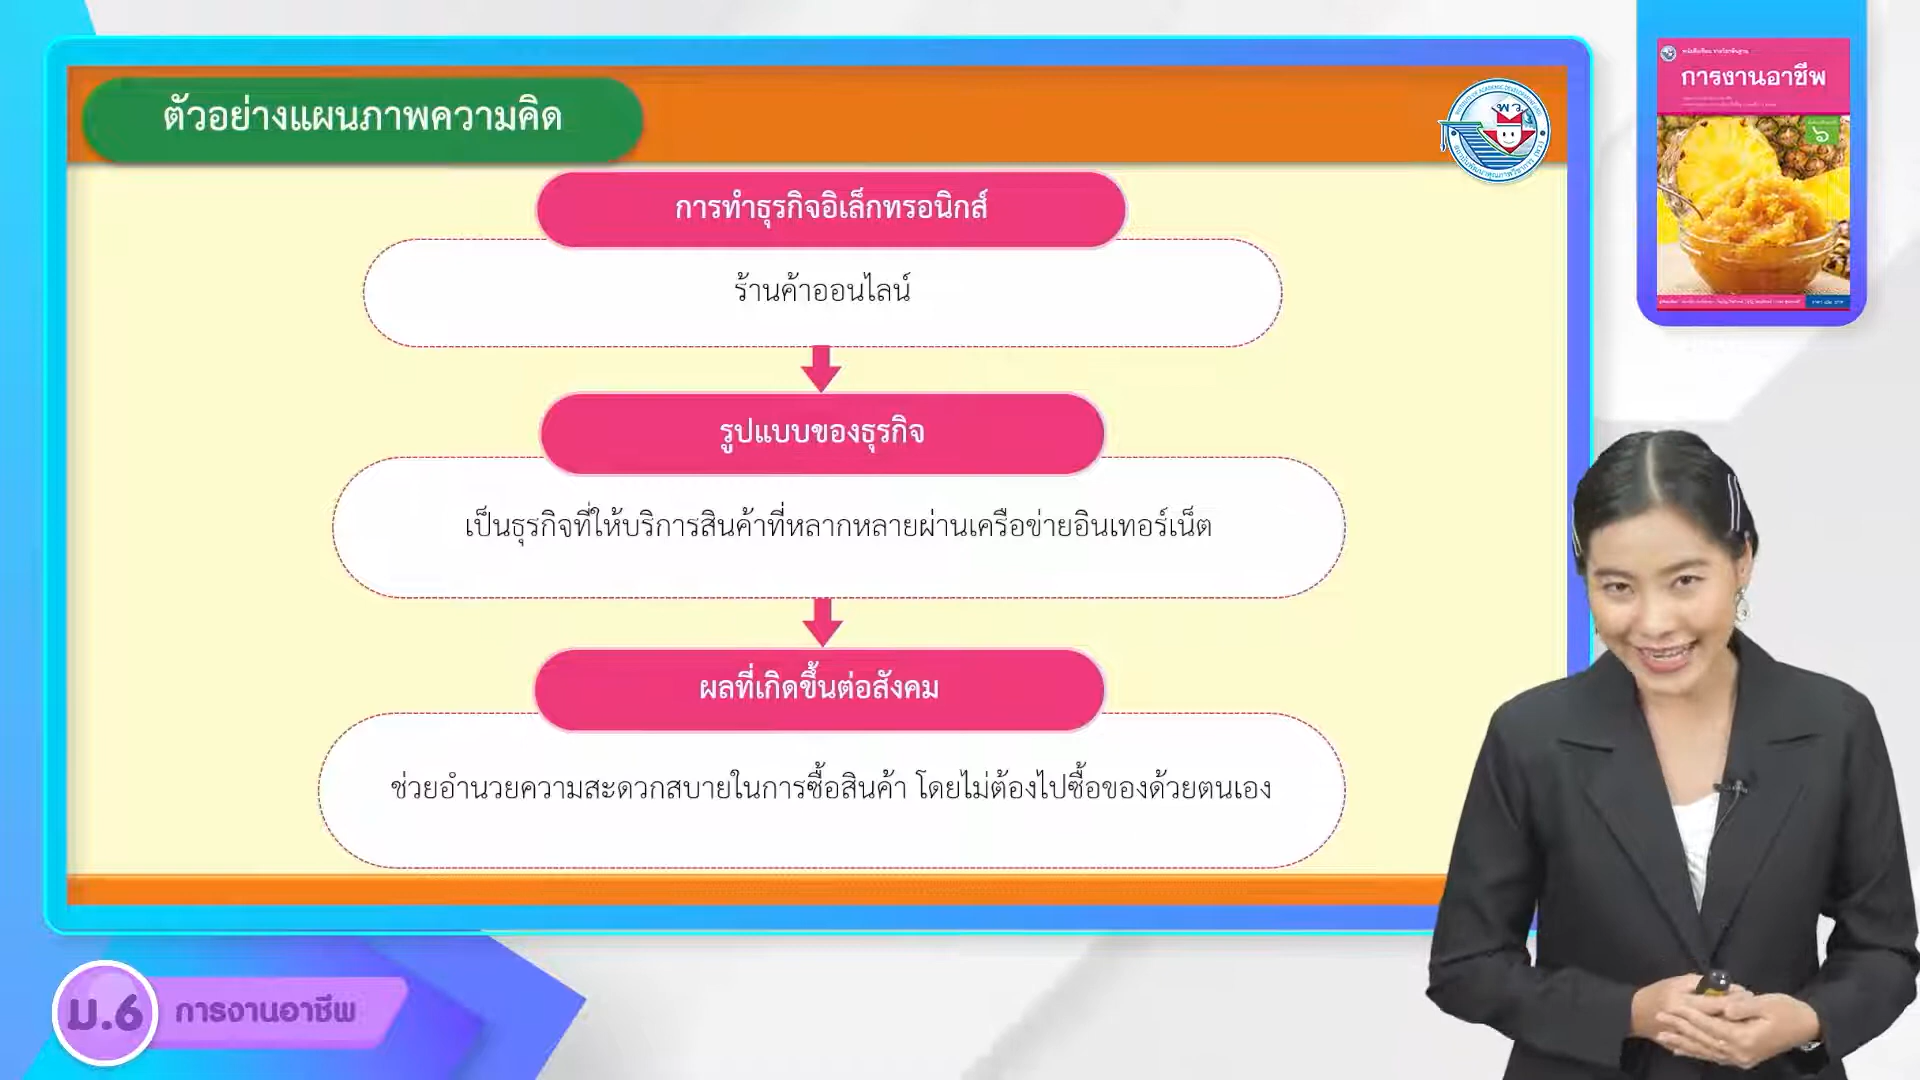 ตัวอย่างแผนภาพความคิด
พว.
การทำธุรกิจอิเล็กทรอนิกส์
ร้านค้าออนไลน์
รูปแบบของธุรกิจ
เป็นธุรกิจที่ให้บริการสินค้าที่หลากหลายผ่านเครือข่ายอินเทอร์เน็ต
ผลที่เกิดขึ้นต่อสังคม
ช่วยอำนวยความสะดวกสบายในการซื้อสินค้า โดยไม่ต้องไปซื้อของด้วยตนเอง
การงานอาชีพ
๖
ม.6 การงานอาชีพ